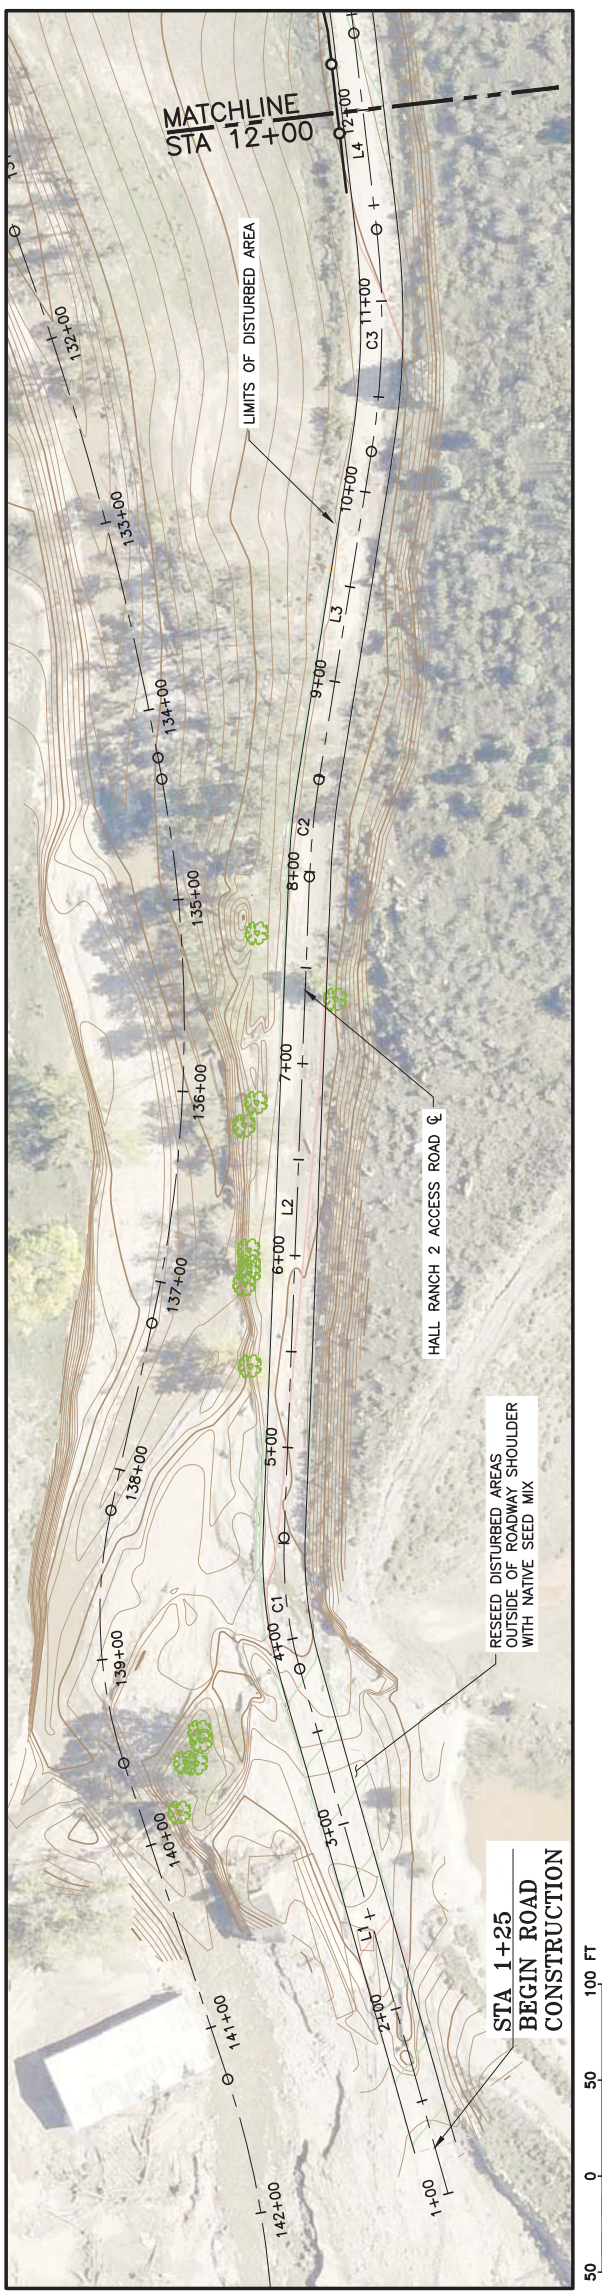 MATCHLINE
STA 12+00
12+00
L4
LIMITS OF DISTURBED AREA
11+00
C3
132+00
10+00
133+00
L3
9+00
134+00
C2
8+00
135+00
7+00
136+00
HALL RANCH 2 ACCESS ROAD ℄
L2
6+00
137+00
5+00
138+00
RESEED DISTURBED AREAS
OUTSIDE OF ROADWAY SHOULDER
WITH NATIVE SEED MIX
C1
4+00
139+00
3+00
140+00
L1
2+00
STA 1+25
BEGIN ROAD
CONSTRUCTION
141+00
1+00
142+00
50 0 50 100 FT